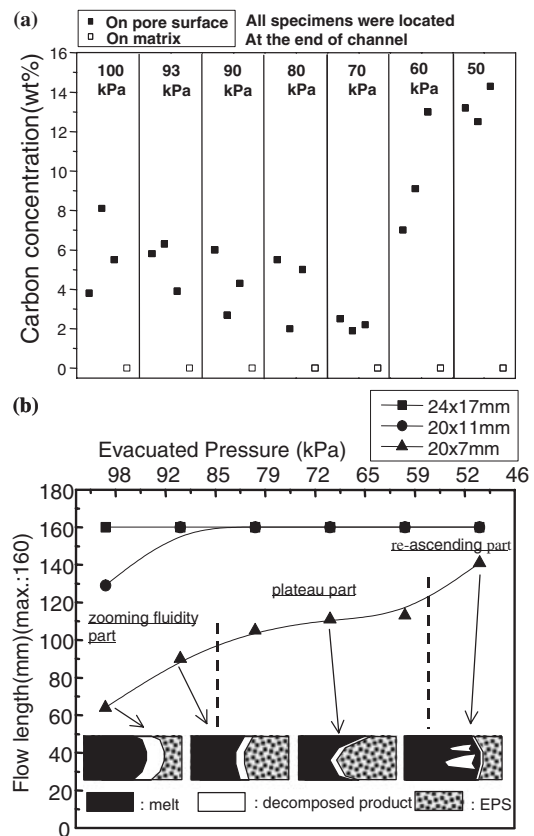 (a)
■ On pore surface All specimens were located
□ On matrix At the end of channel
Carbon concentration(wt%)
16
14
12
10
8
6
4
2
0
100 kPa
93 kPa
90 kPa
80 kPa
70 kPa
60 kPa
50
(b)
24x17mm
20x11mm
20x7mm
Evacuated Pressure (kPa)
98 91 85 79 71 65 59 52 46
Flow length(mm)(max.:160)
180
160
140
120
100
80
60
40
20
0
re-ascending part
plateau part
zooming fluidity
part
: melt : decomposed product : EPS